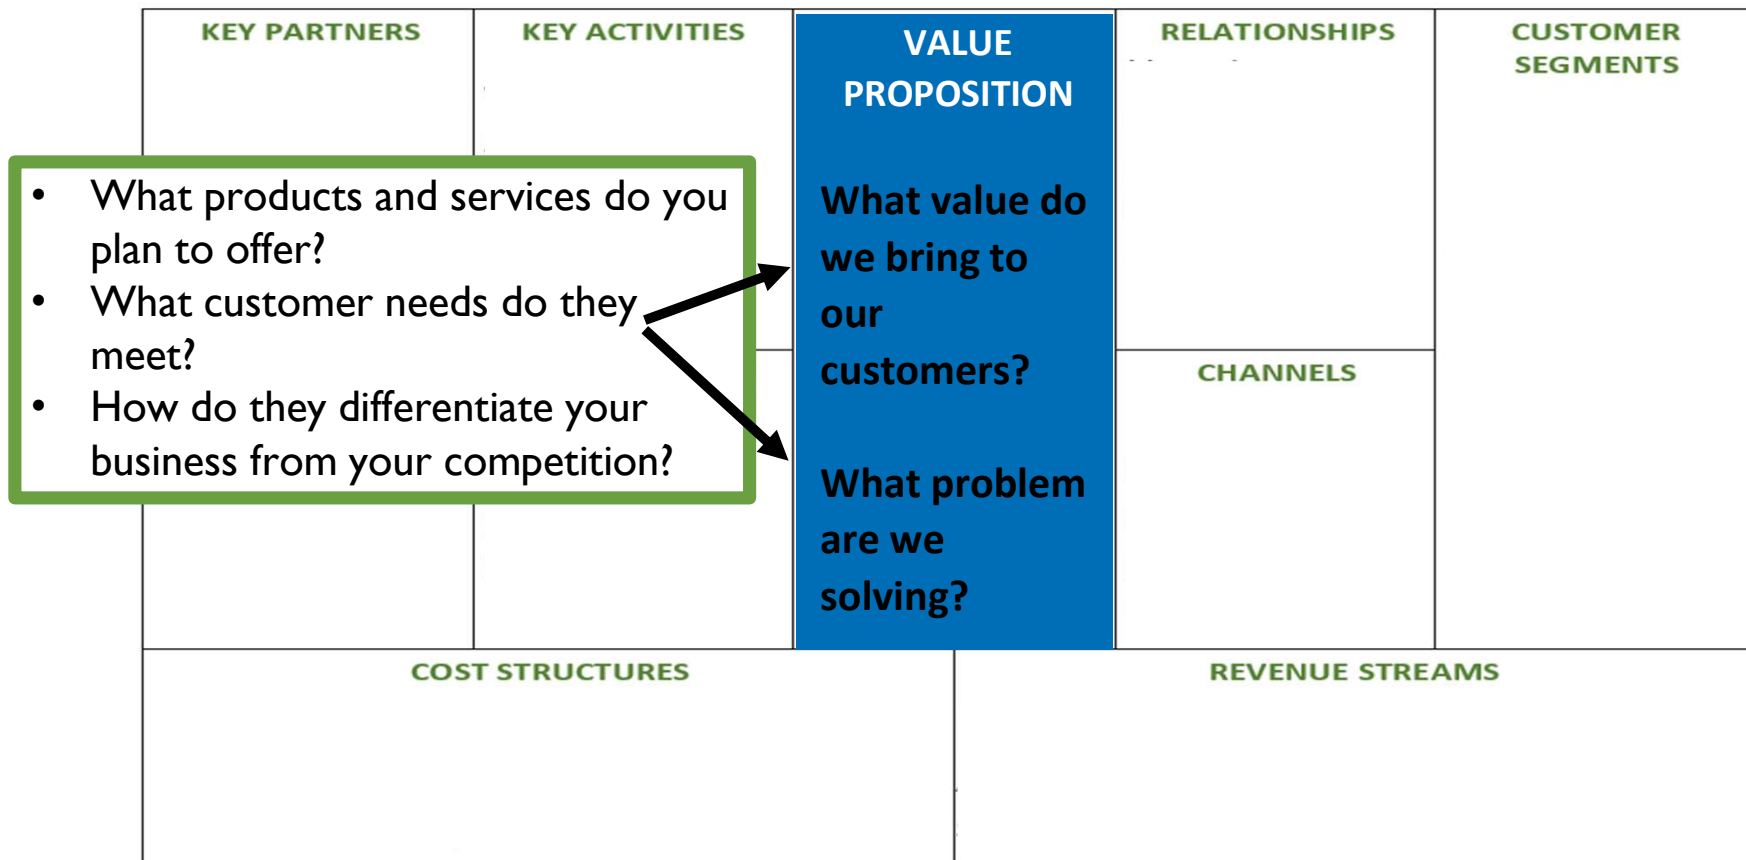 KEY PARTNERS
KEY ACTIVITIES
VALUE
PROPOSITION
RELATIONSHIPS
CUSTOMER
SEGMENTS
• What products and services do you
plan to offer?
• What customer needs do they
meet?
• How do they differentiate your
business from your competition?
What value do
we bring to
our
customers?
What problem
are we
solving?
CHANNELS
COST STRUCTURES
REVENUE STREAMS